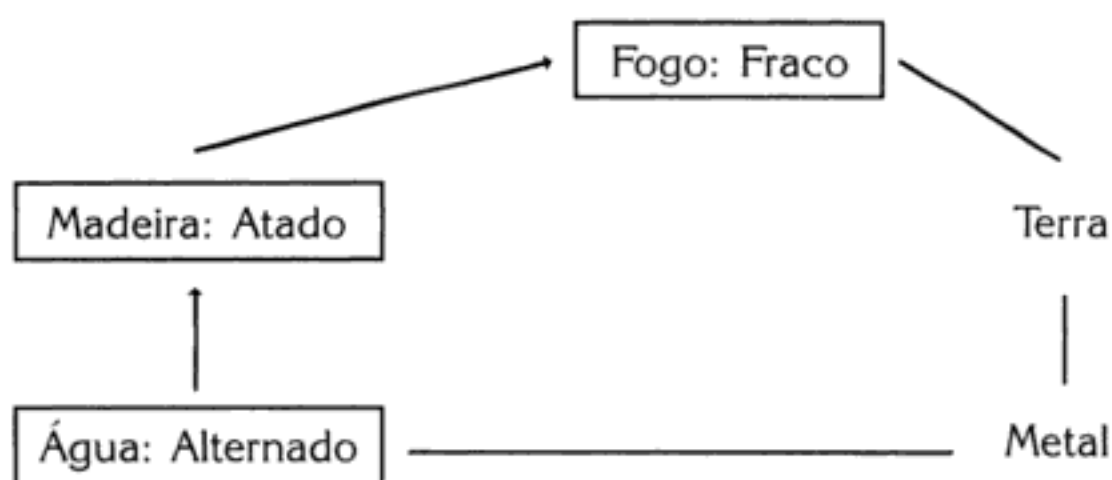 Fogo: Fraco
Madeira: Atado
Terra
Água: Alternado
Metal